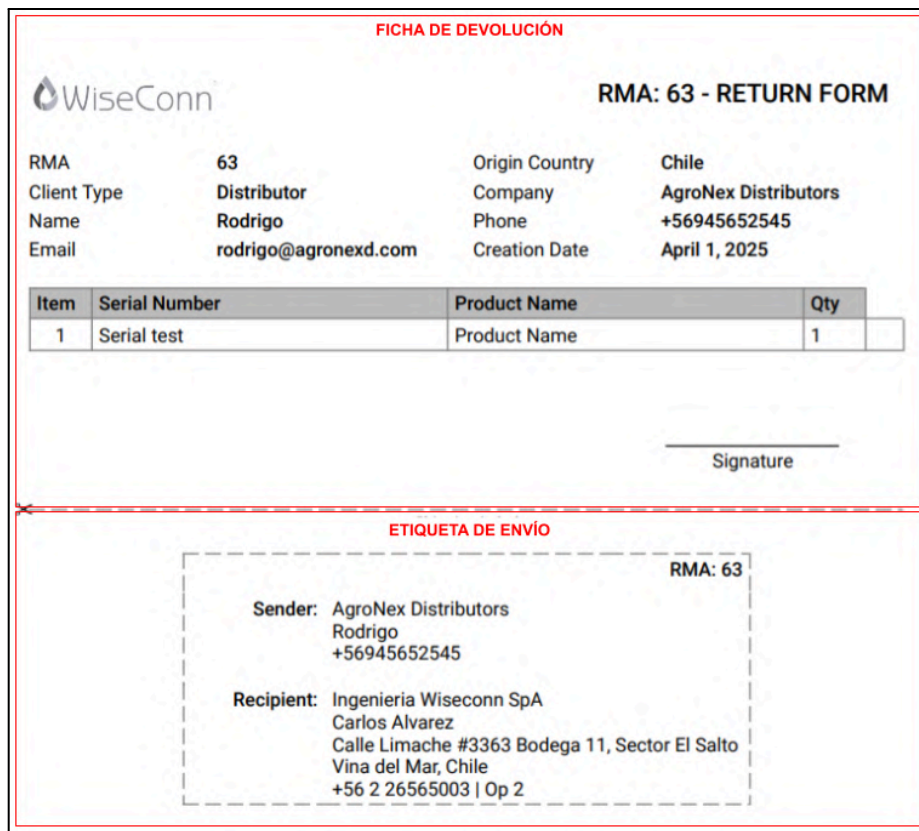 FICHA DE DEVOLUCIÓN
WiseConn
RMA: 63 - RETURN FORM
RMA 63 Origin Country Chile
Client Type Distributor Company AgroNex Distributors
Name Rodrigo Phone +56945652545
Email rodrigo@agronexd.com Creation Date April 1, 2025
Item Serial Number Product Name Qty
1 Serial test Product Name 1
Signature
ETIQUETA DE ENVÍO
RMA: 63
Sender: AgroNex Distributors
Rodrigo
+56945652545
Recipient: Ingenieria Wiseconn SpA
Carlos Alvarez
Calle Limache #3363 Bodega 11, Sector El Salto
Vina del Mar, Chile
+56 2 26565003 | Op 2